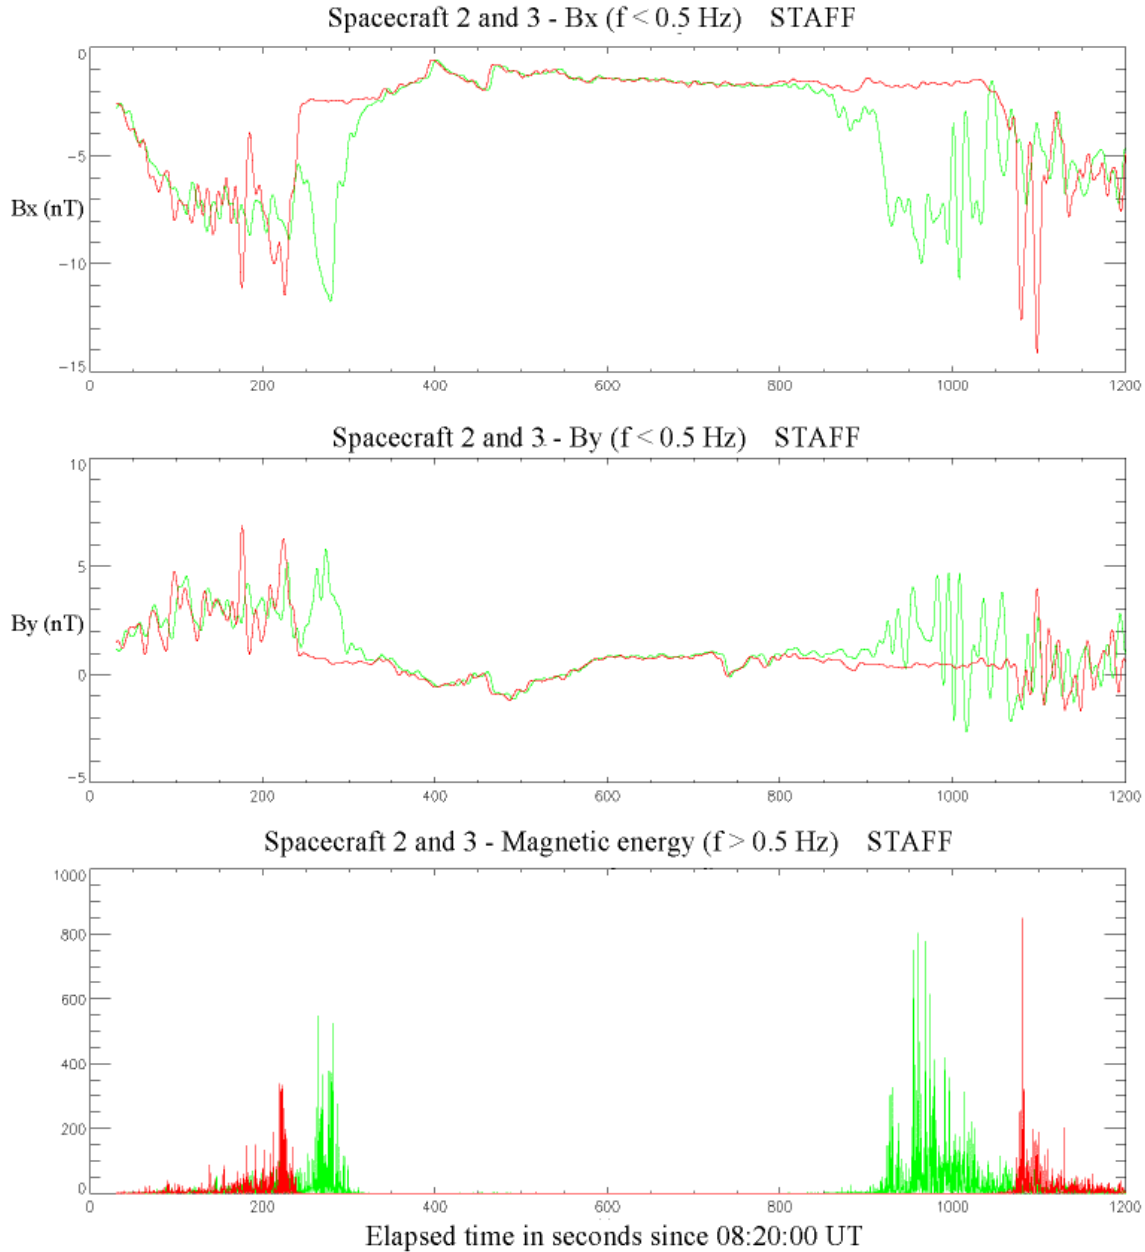 Spacecraft 2 and 3 - Bx (f < 0.5 Hz) STAFF
0
−5
Bx (nT)
−10
−15
0 200 400 600 800 1000 1200
Spacecraft 2 and 3 - By (f < 0.5 Hz) STAFF
10
5
By (nT)
0
−5
0 200 400 600 800 1000 1200
Spacecraft 2 and 3 - Magnetic energy (f > 0.5 Hz) STAFF
1000
800
600
400
200
0
0 200 400 600 800 1000 1200
Elapsed time in seconds since 08:20:00 UT